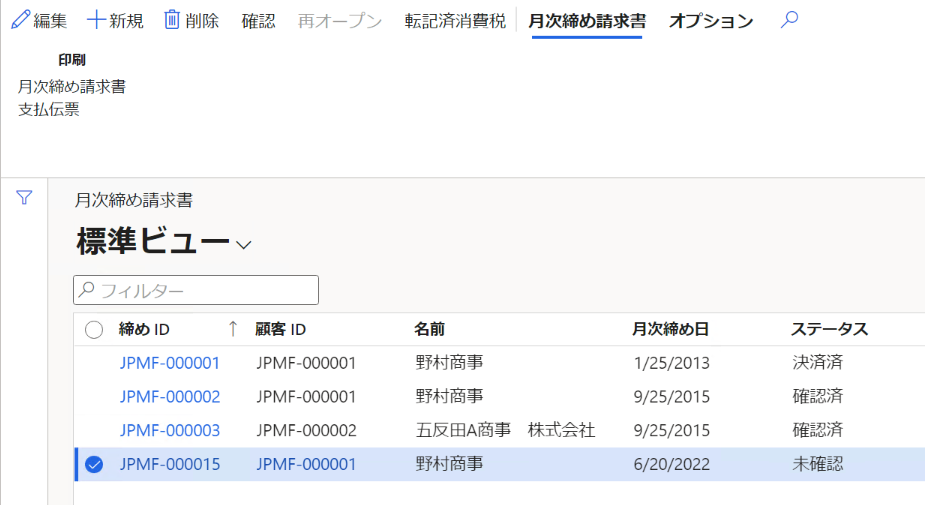 編集 新規 削除 確認 再オープン 転記済消費税 月次締め請求書 オプション
印刷
月次締め請求書
支払伝票
月次締め請求書
標準ビュー
フィルター
締め ID ↑ 顧客 ID 名前 月次締め日 ステータス
JPMF-000001 JPMF-000001 野村商事 1/25/2013 決済済
JPMF-000002 JPMF-000001 野村商事 9/25/2015 確認済
JPMF-000003 JPMF-000002 五反田A商事　株式会社 9/25/2015 確認済
JPMF-000015 JPMF-000001 野村商事 6/20/2022 未確認